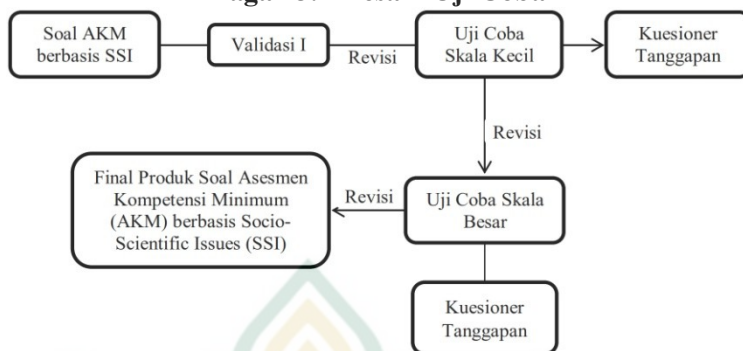 Soal AKM
berbasis SSI
Validasi I
Revisi
Uji Coba
Skala Kecil
Kuesioner
Tanggapan
Revisi
Final Produk Soal Asesmen
Kompetensi Minimum
(AKM) berbasis Socio-
Scientific Issues (SSI)
Revisi
Uji Coba Skala
Besar
Kuesioner
Tanggapan